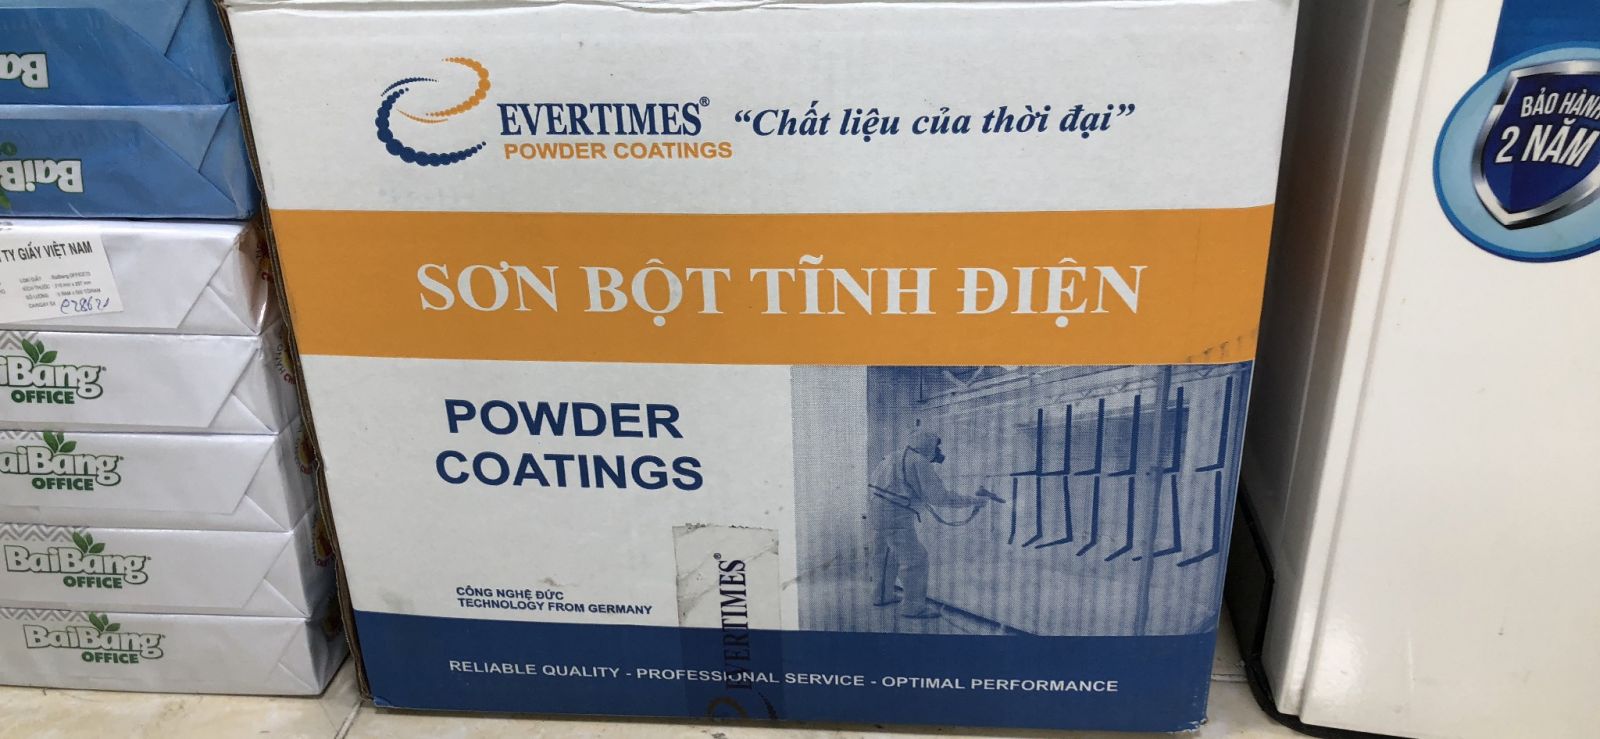 EVERTIMES®
POWDER COATINGS
“Chất liệu của thời đại”
SƠN BỘT TĨNH ĐIỆN
POWDER
COATINGS
CÔNG NGHỆ ĐỨC
TECHNOLOGY FROM GERMANY
EVERTIMES®
RELIABLE QUALITY - PROFESSIONAL SERVICE - OPTIMAL PERFORMANCE
BẢO HÀNH
2 NĂM
BaiBang
TY GIẤY VIỆT NAM
BaiBang
OFFICE
aiBang
OFFICE
BaiBang
OFFICE
BaiBang
OFFICE